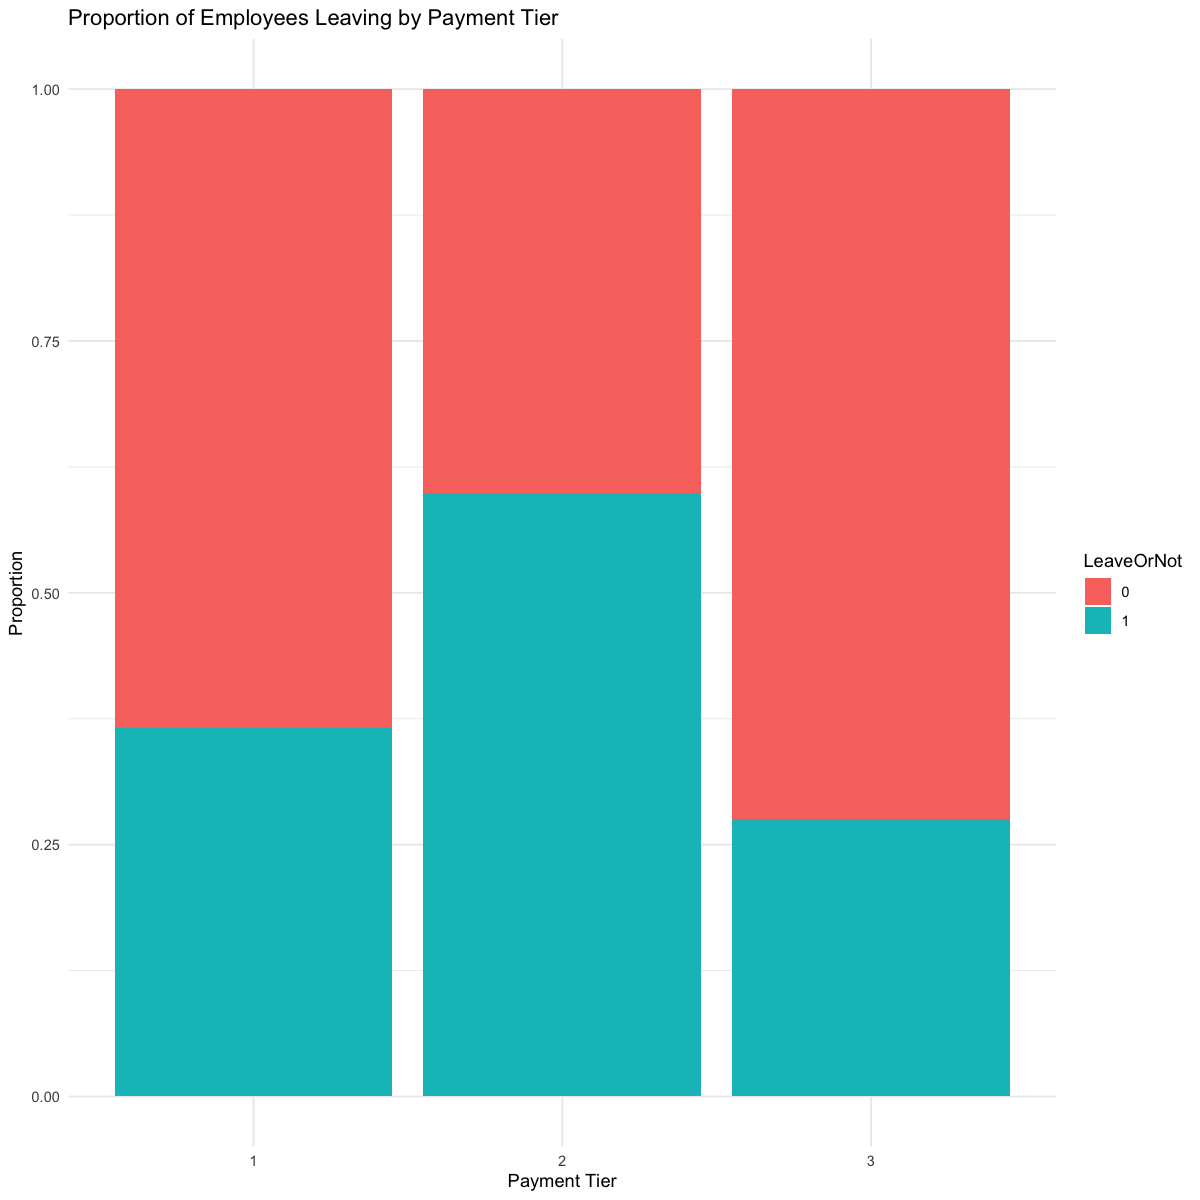 Proportion of Employees Leaving by Payment Tier
1.00
0.75
0.50
0.25
0.00
Proportion
1 2 3
Payment Tier
LeaveOrNot
0
1